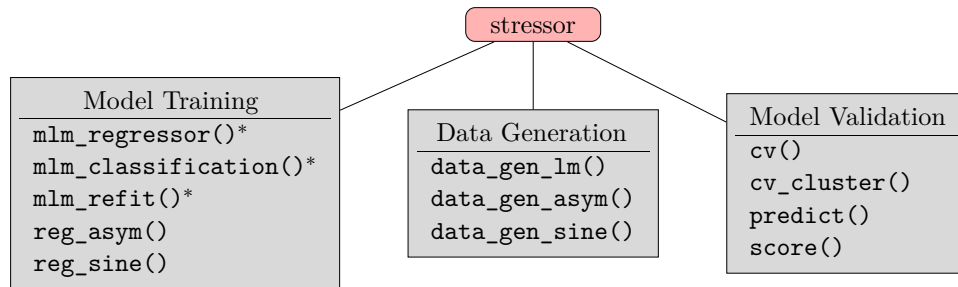 stressor
Model Training
mlm_regressor()*
mlm_classification()*
mlm_refit()*
reg_asym()
reg_sine()
Data Generation
data_gen_lm()
data_gen_asym()
data_gen_sine()
Model Validation
cv()
cv_cluster()
predict()
score()